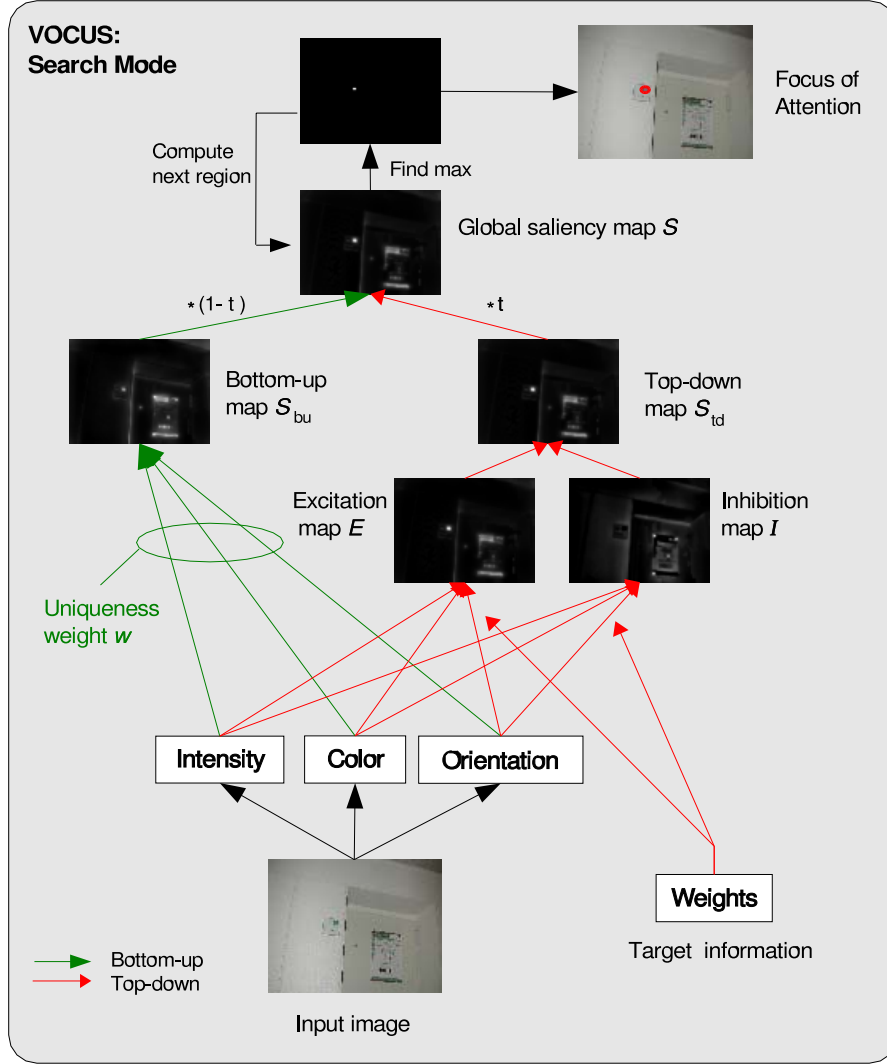 VOCUS:
Search Mode
Focus of
Attention
Compute
next region
Find max
Global saliency map S
*(1- t )
*t
Bottom-up
map S bu
Top-down
map S td
Excitation
map E
Inhibition
map I
Uniqueness
weight w
Intensity
Color
Orientation
Weights
Target information
Bottom-up
Top-down
Input image